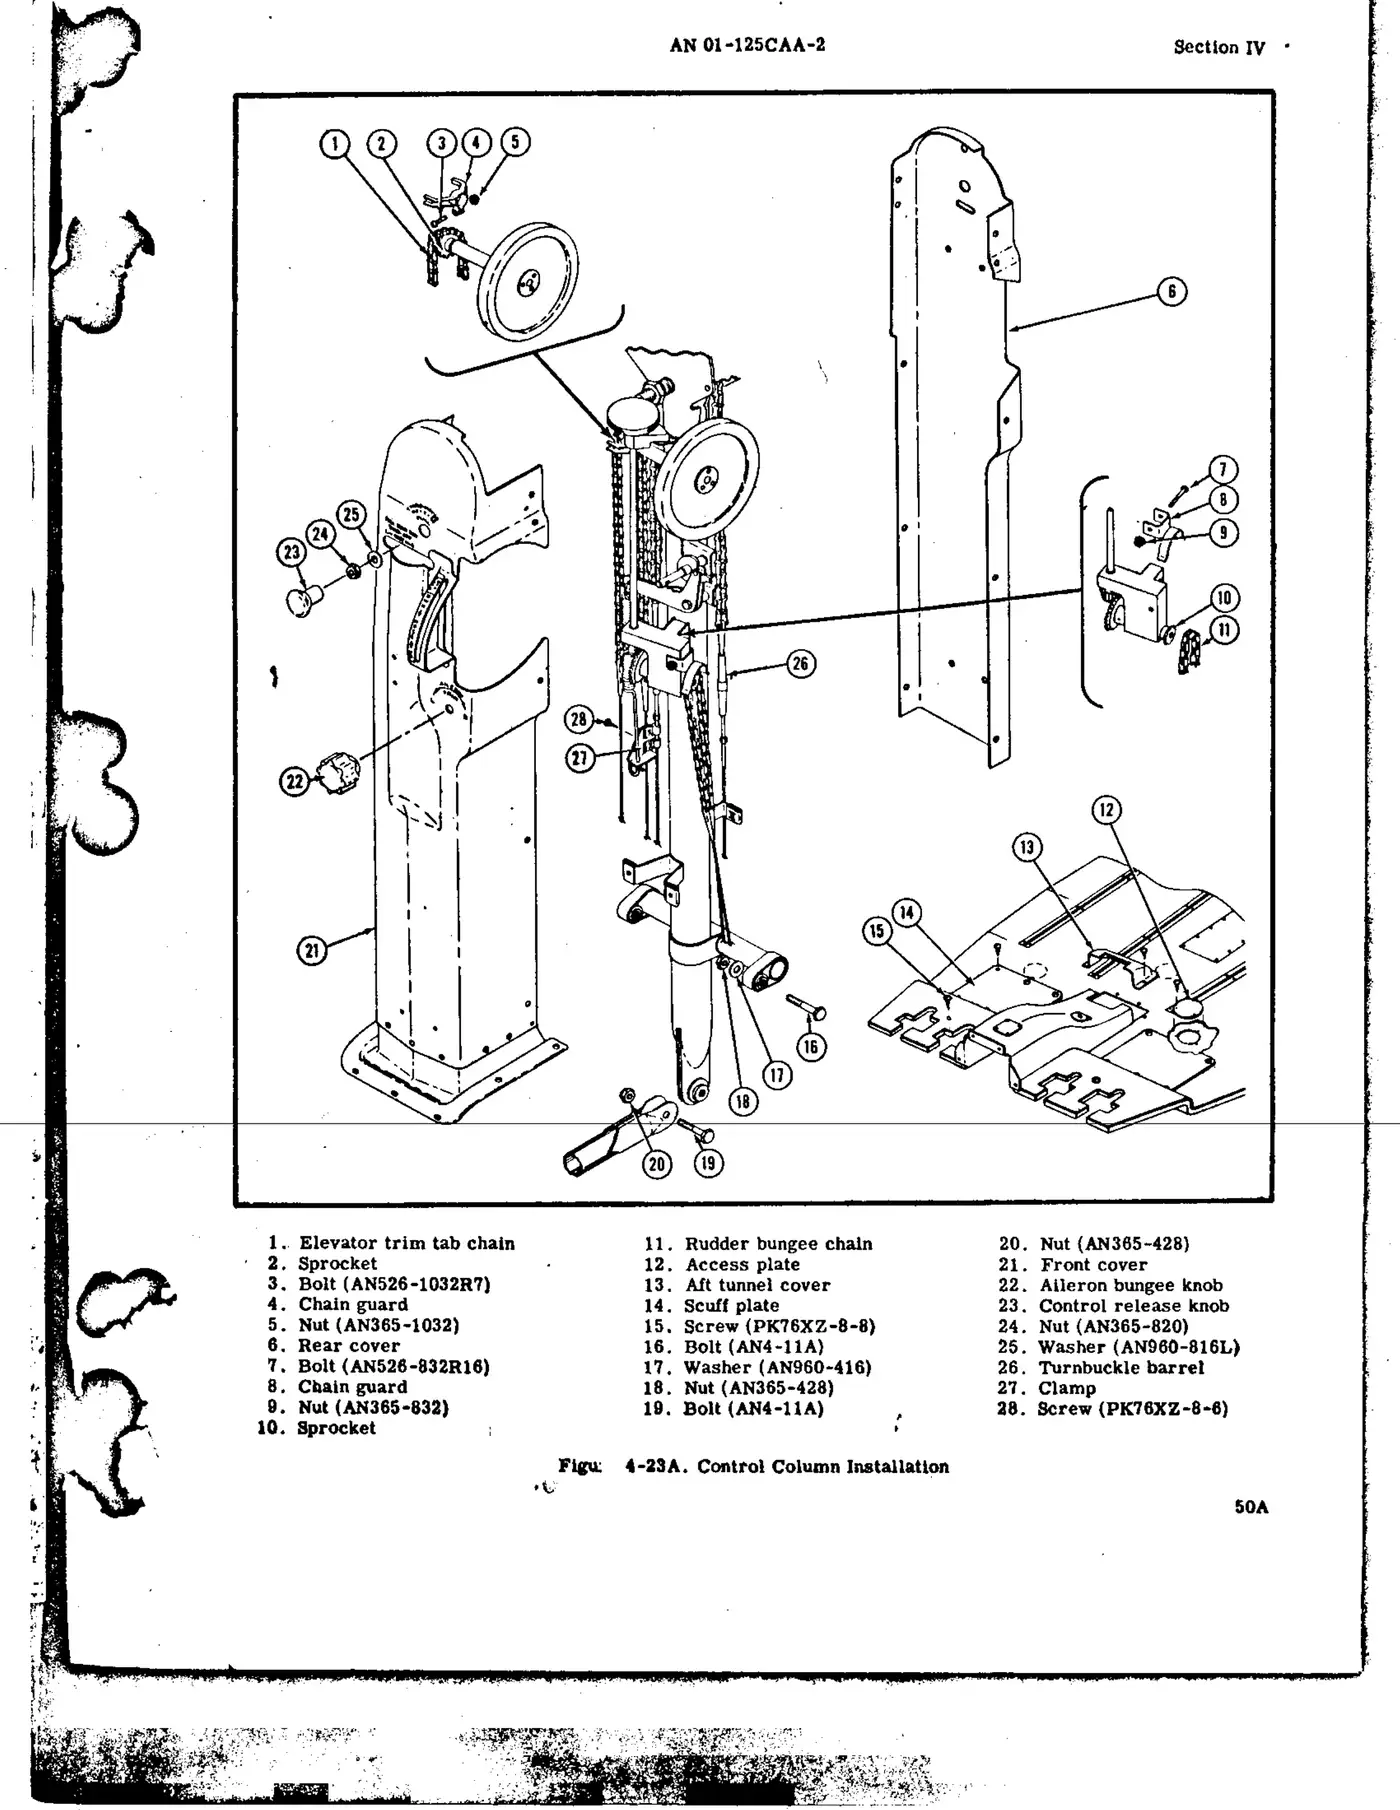 AN 01-125CAA-2
Section IV
1
2
3
4
5
6
7
8
9
10
11
12
13
14
15
16
17
18
19
20
21
22
23
24
25
26
27
28
1. Elevator trim tab chain
2. Sprocket
3. Bolt (AN526-1032R7)
4. Chain guard
5. Nut (AN365-1032)
6. Rear cover
7. Bolt (AN526-832R16)
8. Chain guard
9. Nut (AN365-832)
10. Sprocket
11. Rudder bungee chain
12. Access plate
13. Aft tunnel cover
14. Scuff plate
15. Screw (PK76XZ-8-8)
16. Bolt (AN4-11A)
17. Washer (AN960-416)
18. Nut (AN365-428)
19. Bolt (AN4-11A)
20. Nut (AN365-428)
21. Front cover
22. Aileron bungee knob
23. Control release knob
24. Nut (AN365-820)
25. Washer (AN960-816L)
26. Turnbuckle barrel
27. Clamp
28. Screw (PK76XZ-8-6)
4-23A. Control Column Installation
50A